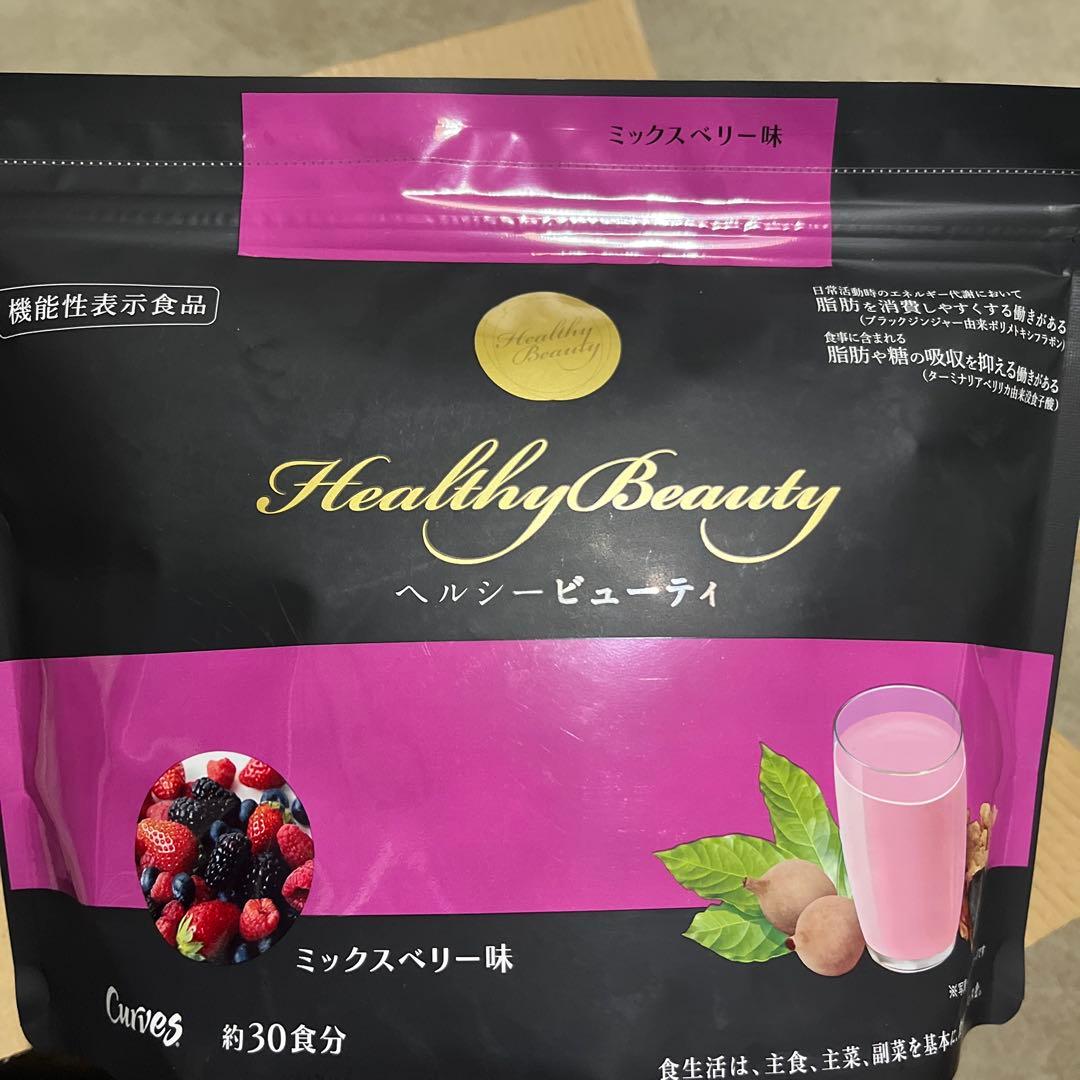 ミックスベリー味
機能性表示食品
日常活動時のエネルギー代謝において
脂肪を消費しやすくする働きがある
(ブラックジンジャー由来ポリメトキシフラボン)
食事に含まれる
脂肪や糖の吸収を抑える働きがある
(ターミナリアベリリカ由来没食子酸)
Healthy
Beauty
Healthy Beauty
ヘルシービューティ
ミックスベリー味
Curves
約30食分
食生活は、主食、主菜、副菜を基本に、